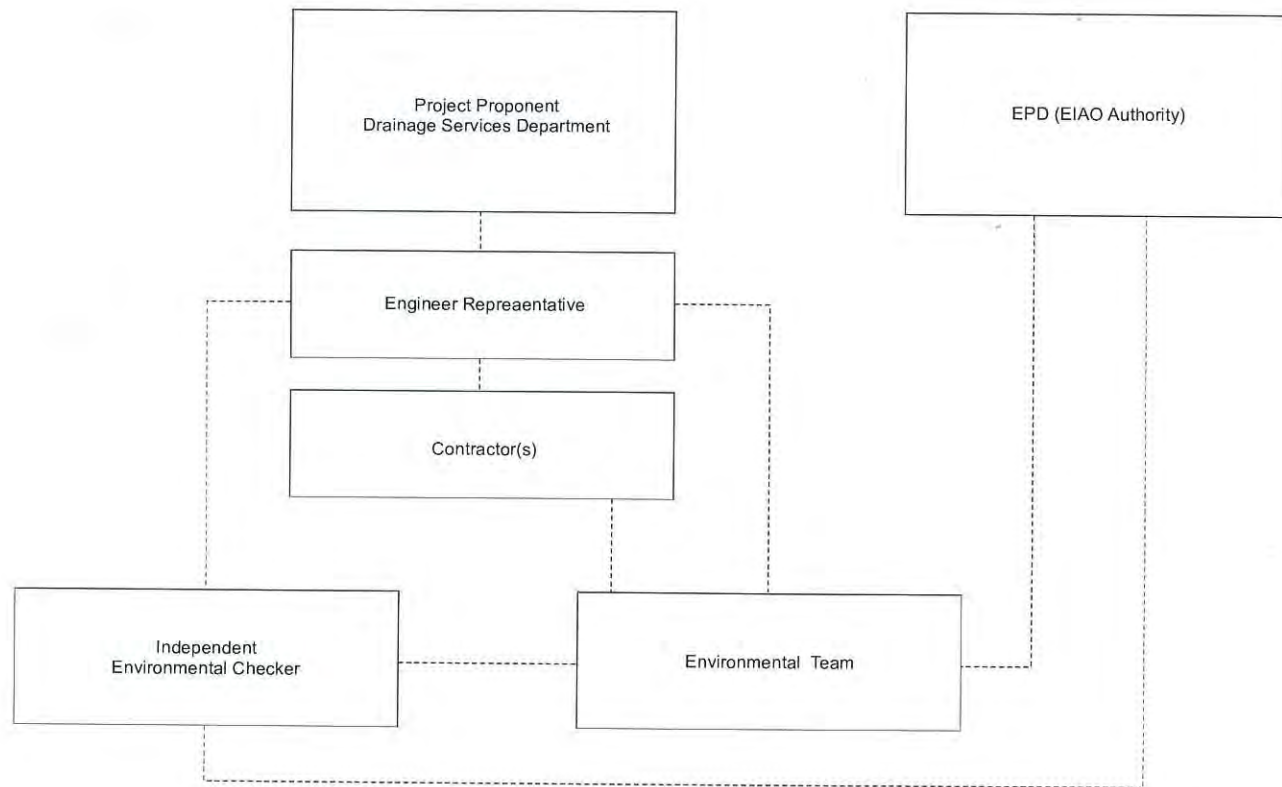 Project Proponent
Drainage Services Department
EPD (EIAO Authority)
Engineer Repreaentative
Contractor(s)
Independent
Environmental Checker
Environmental Team